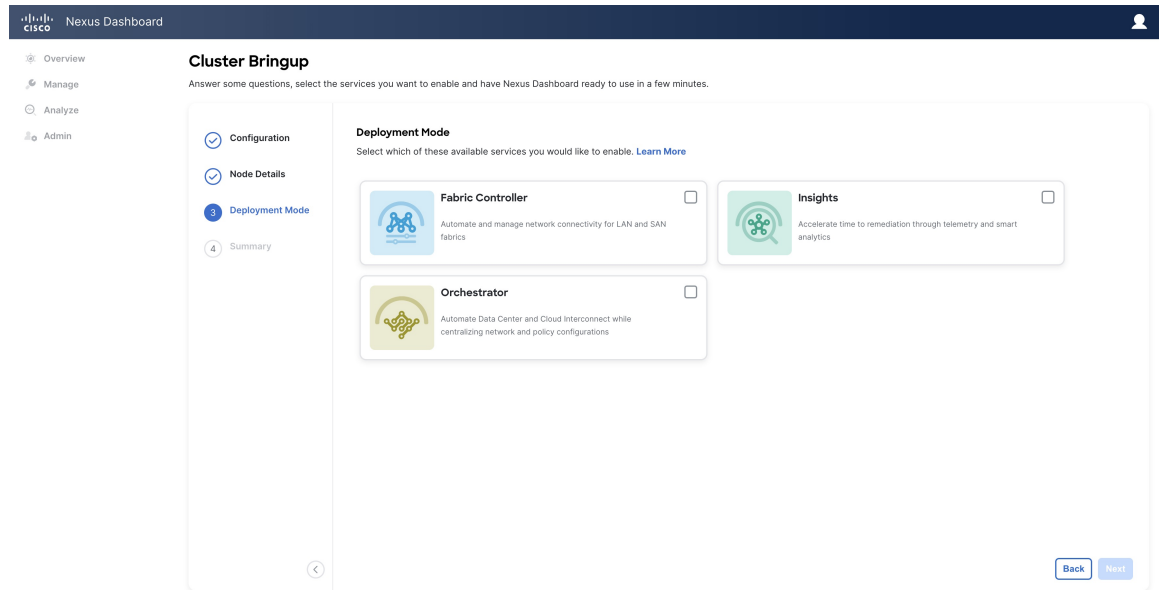 CISCO Nexus Dashboard
Overview
Manage
Analyze
Admin
Cluster Bringup
Answer some questions, select the services you want to enable and have Nexus Dashboard ready to use in a few minutes.
Configuration
Node Details
3 Deployment Mode
4 Summary
Deployment Mode
Select which of these available services you would like to enable. Learn More
Fabric Controller
Automate and manage network connectivity for LAN and SAN
fabrics
Insights
Accelerate time to remediation through telemetry and smart
analytics
Orchestrator
Automate Data Center and Cloud Interconnect while
centralizing network and policy configurations
Back Next